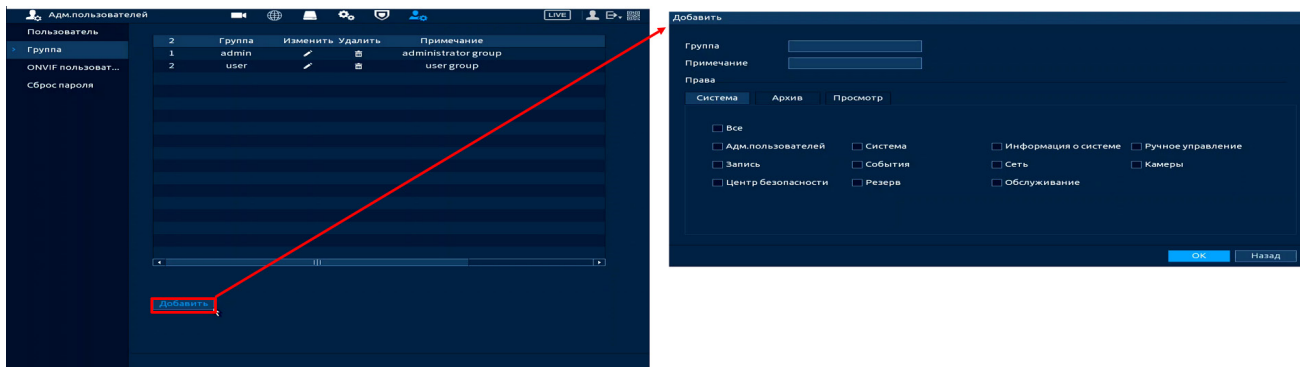 Адм.пользователей LIVE
Пользователь
Группа
ONVIF пользоват...
Сброс пароля
2 Группа Изменить Удалить Примечание
1 admin administrator group
2 user user group
Добавить
Добавить
Группа
Примечание
Права
Система Архив Просмотр
Все
Адм.пользователей Система Информация о системе Ручное управление
Запись События Сеть Камеры
Центр безопасности Резерв Обслуживание
OK Назад